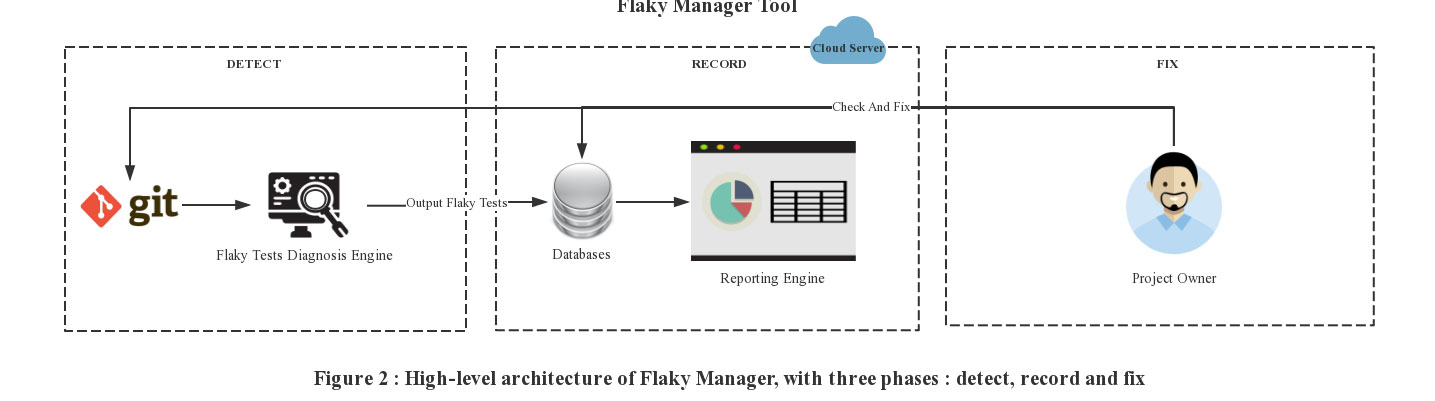 Flaky Manager Tool
Cloud Server
DETECT
RECORD
FIX
Check And Fix
git
Output Flaky Tests
Flaky Tests Diagnosis Engine
Databases
Reporting Engine
Project Owner
Figure 2 : High-level architecture of Flaky Manager, with three phases : detect, record and fix